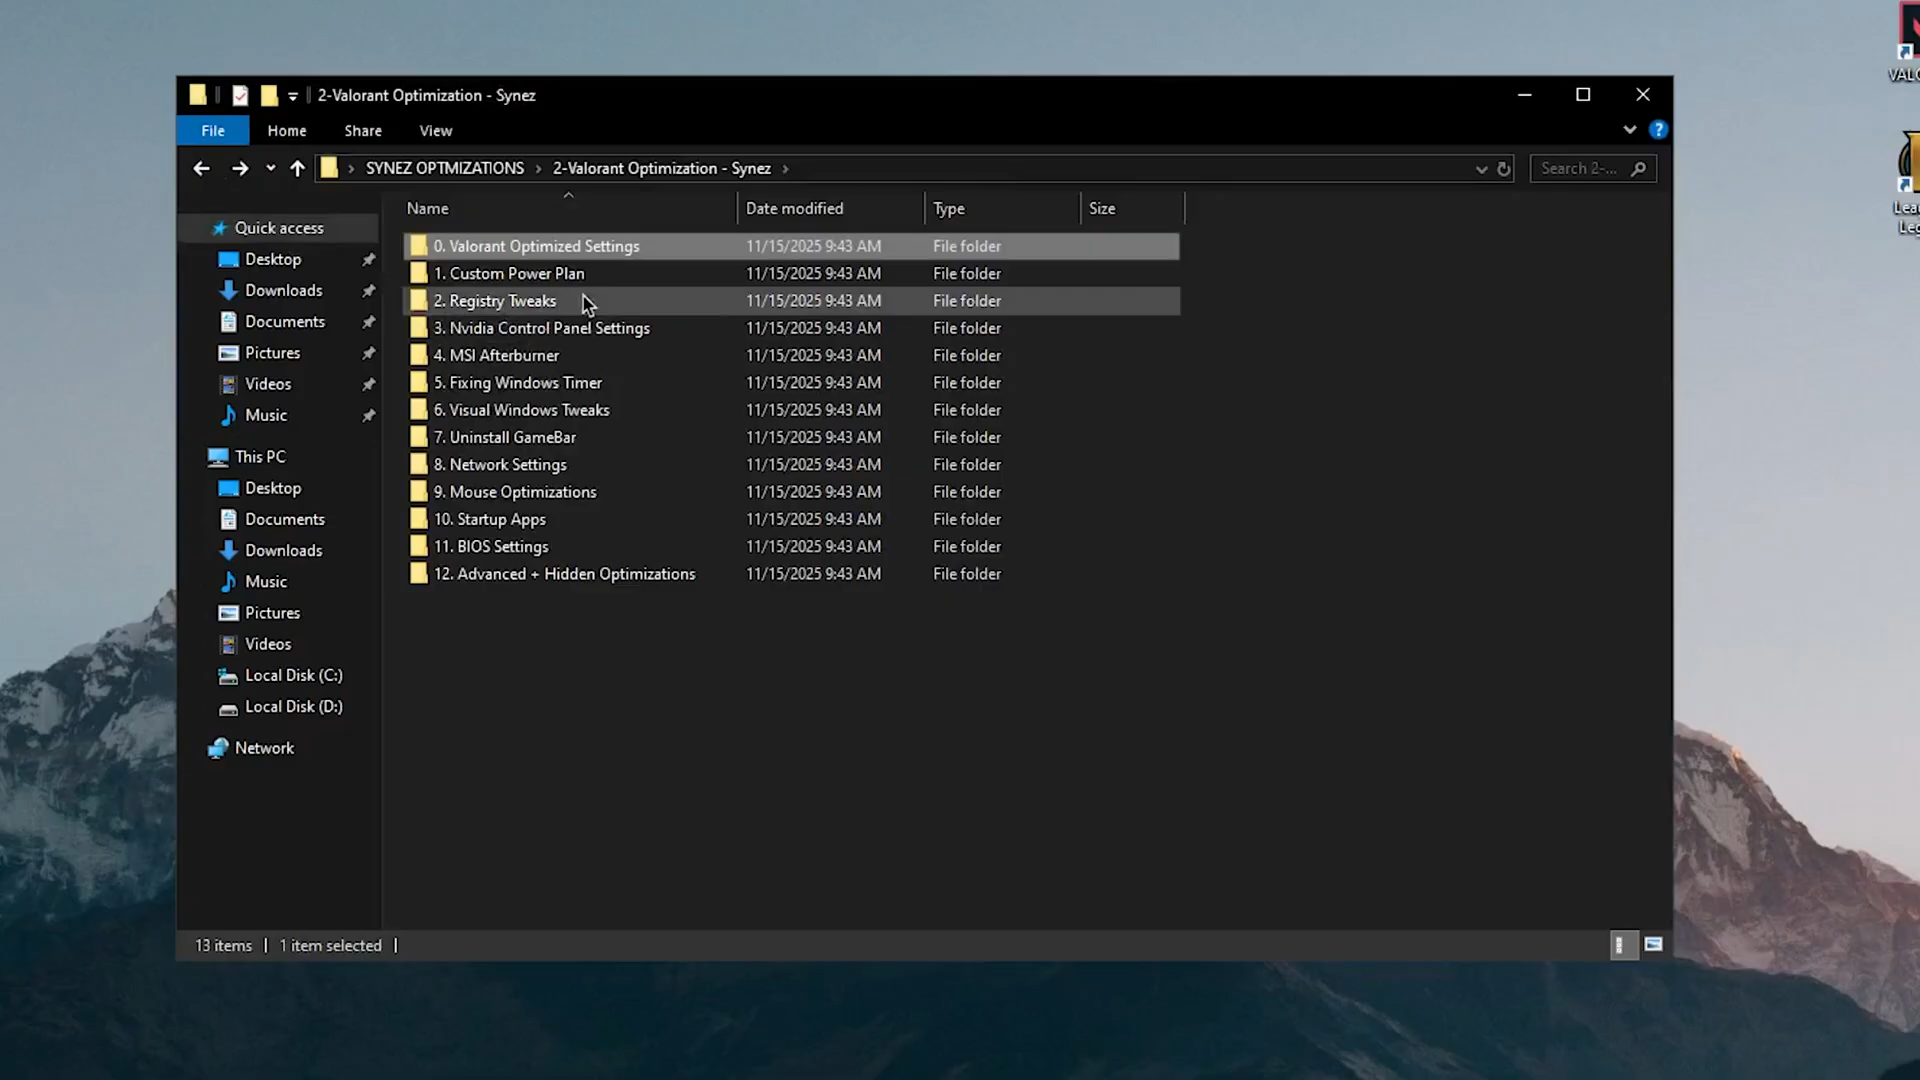 2-Valorant Optimization - Synez
File Home Share View
SYNEZ OPTMIZATIONS › 2-Valorant Optimization - Synez ›
Search 2-...
Name Date modified Type Size
Quick access
Desktop
Downloads
Documents
Pictures
Videos
Music
This PC
Desktop
Documents
Downloads
Music
Pictures
Videos
Local Disk (C:)
Local Disk (D:)
Network
0. Valorant Optimized Settings 11/15/2025 9:43 AM File folder
1. Custom Power Plan 11/15/2025 9:43 AM File folder
2. Registry Tweaks 11/15/2025 9:43 AM File folder
3. Nvidia Control Panel Settings 11/15/2025 9:43 AM File folder
4. MSI Afterburner 11/15/2025 9:43 AM File folder
5. Fixing Windows Timer 11/15/2025 9:43 AM File folder
6. Visual Windows Tweaks 11/15/2025 9:43 AM File folder
7. Uninstall GameBar 11/15/2025 9:43 AM File folder
8. Network Settings 11/15/2025 9:43 AM File folder
9. Mouse Optimizations 11/15/2025 9:43 AM File folder
10. Startup Apps 11/15/2025 9:43 AM File folder
11. BIOS Settings 11/15/2025 9:43 AM File folder
12. Advanced + Hidden Optimizations 11/15/2025 9:43 AM File folder
13 items | 1 item selected |